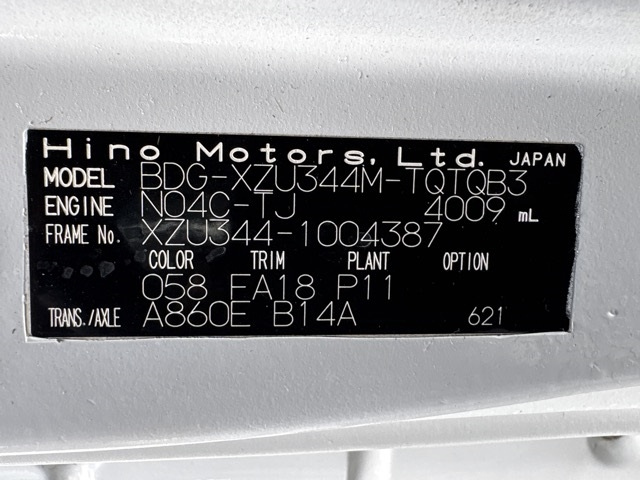 Hino Motors, Ltd. JAPAN
MODEL BDG-XZU344M-TQTQB3
ENGINE N04C-TJ 4009 mL
FRAME No. XZU344-1004387
COLOR TRIM PLANT OPTION
058 FA18 P11
TRANS./AXLE A860E B14A 621